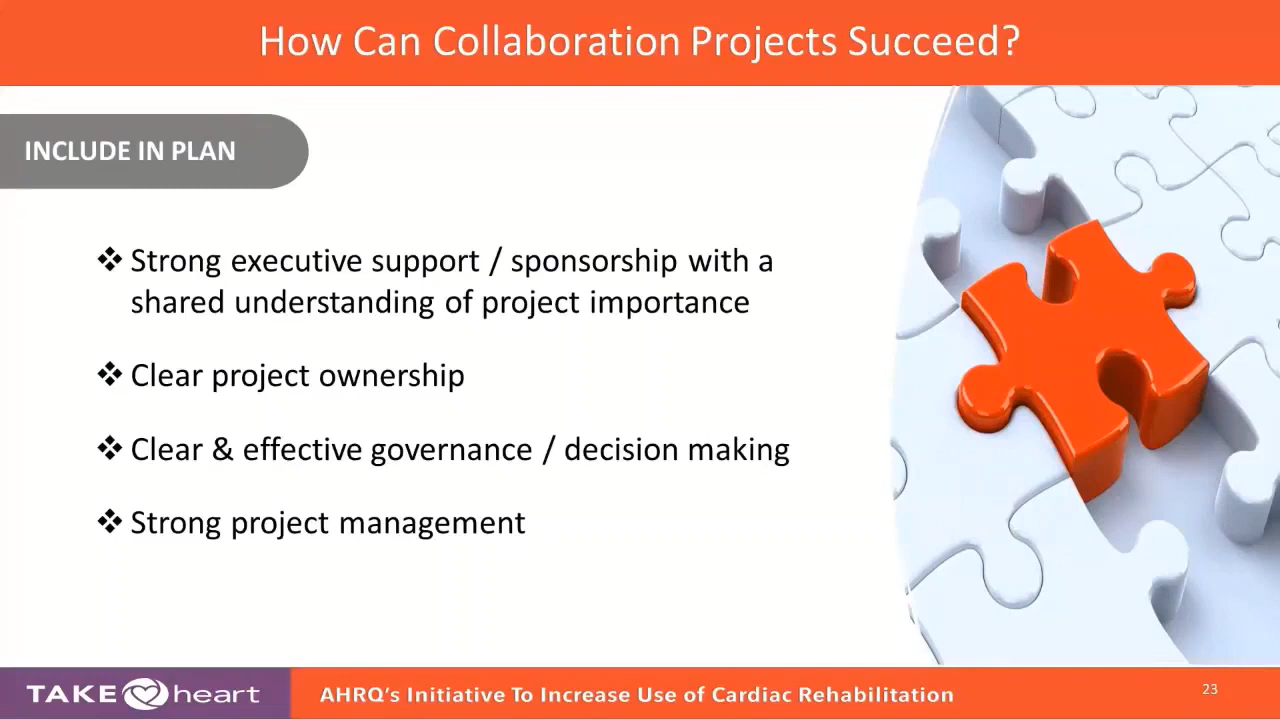 How Can Collaboration Projects Succeed?
INCLUDE IN PLAN
❖ Strong executive support / sponsorship with a
shared understanding of project importance
❖ Clear project ownership
❖ Clear & effective governance / decision making
❖ Strong project management
TAKE heart
AHRQ's Initiative To Increase Use of Cardiac Rehabilitation
23